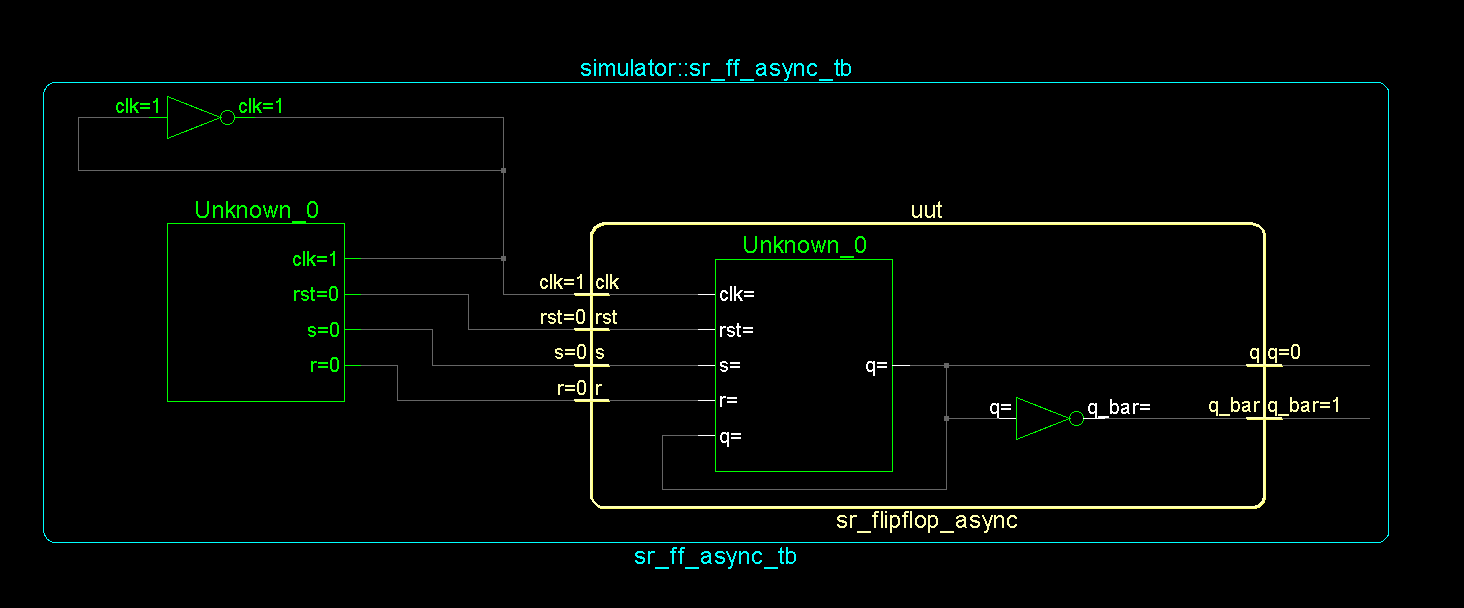 simulator::sr_ff_async_tb
clk=1 clk=1
Unknown_0
clk=1
rst=0
s=0
r=0
uut
Unknown_0
clk=1 clk
rst=0 rst
s=0 s
r=0 r
clk=
rst=
s=
r=
q=
q=
q= q_bar=
q q=0
q_bar q_bar=1
sr_flipflop_async
sr_ff_async_tb